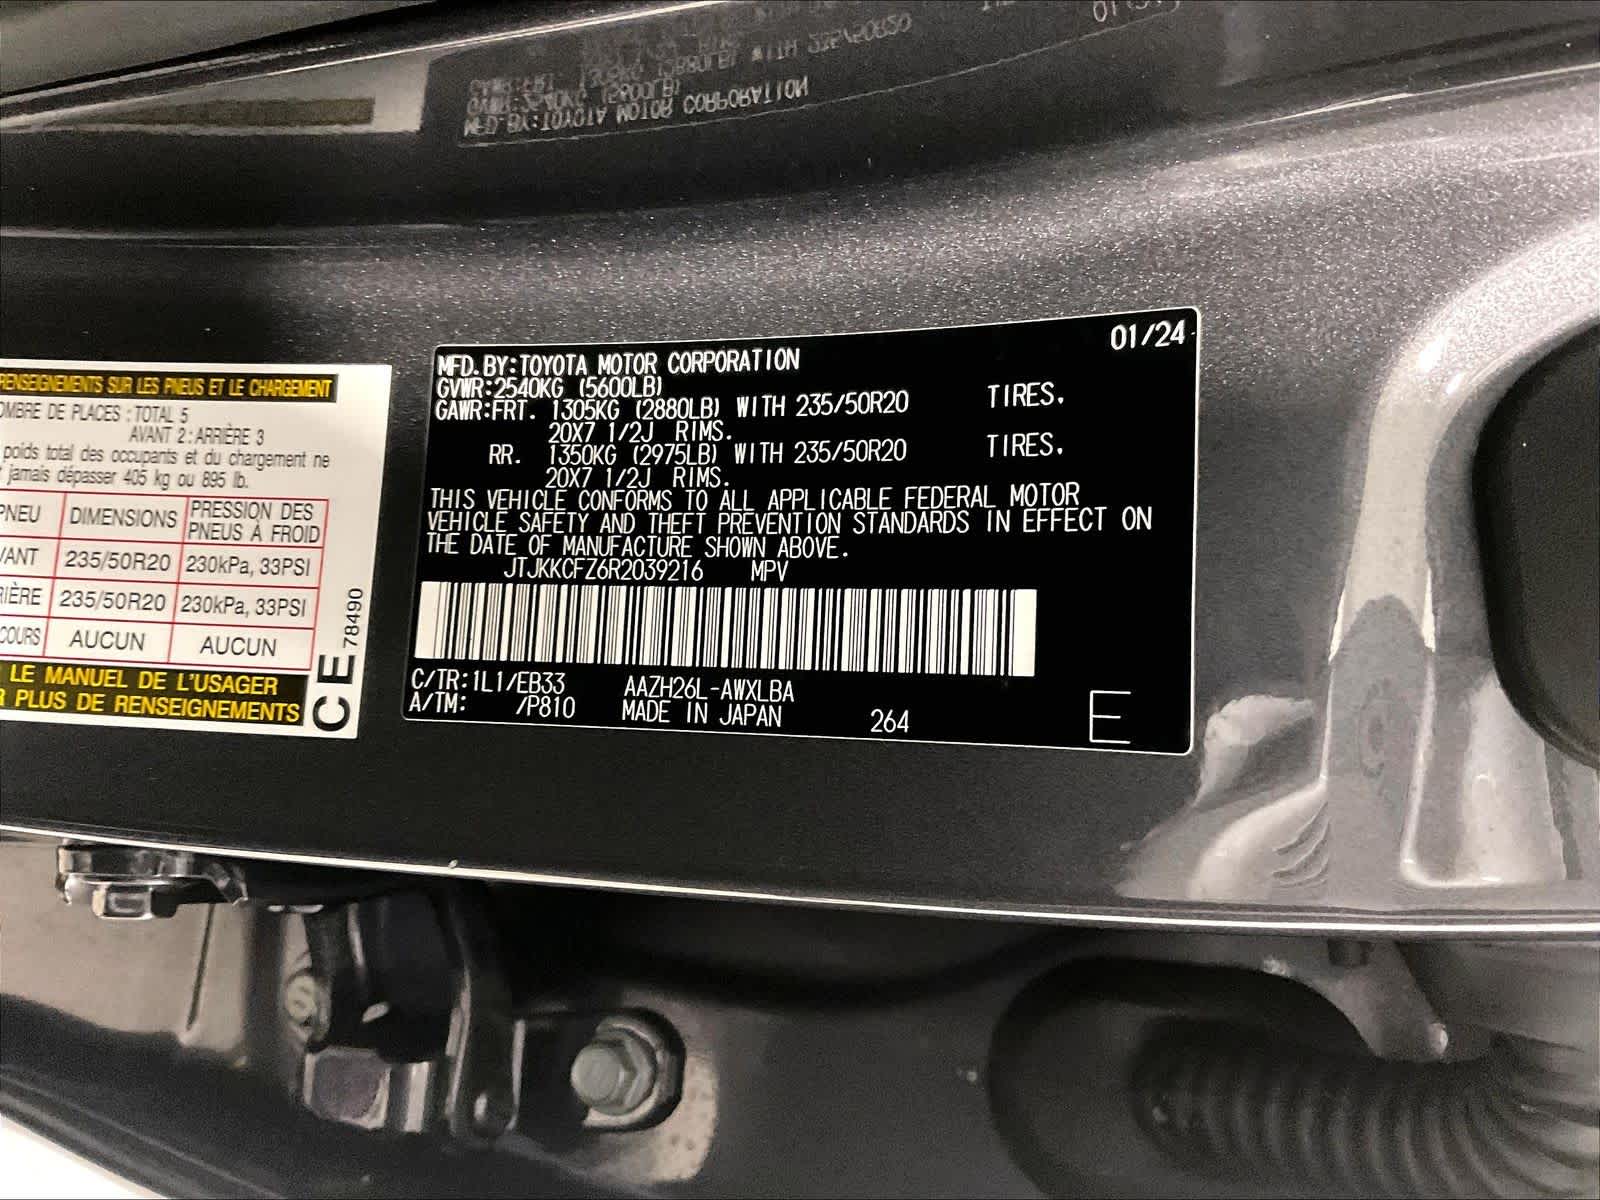 RENSEIGNEMENTS SUR LES PNEUS ET LE CHARGEMENT
OMBRE DE PLACES : TOTAL 5
AVANT 2 : ARRIÈRE 3
poids total des occupants et du chargement ne
jamais dépasser 405 kg ou 895 lb.
PNEU DIMENSIONS PRESSION DES PNEUS À FROID
VANT 235/50R20 230kPa, 33PSI
RIÈRE 235/50R20 230kPa, 33PSI
COURS AUCUN AUCUN
LE MANUEL DE L'USAGER
R PLUS DE RENSEIGNEMENTS
CE 78490
01/24
MFD.BY:TOYOTA MOTOR CORPORATION
GVWR:2540KG (5600LB)
GAWR:FRT. 1305KG (2880LB) WITH 235/50R20 TIRES.
20X7 1/2J RIMS.
RR. 1350KG (2975LB) WITH 235/50R20 TIRES.
20X7 1/2J RIMS.
THIS VEHICLE CONFORMS TO ALL APPLICABLE FEDERAL MOTOR
VEHICLE SAFETY AND THEFT PREVENTION STANDARDS IN EFFECT ON
THE DATE OF MANUFACTURE SHOWN ABOVE.
JTJKKCFZ6R2039216 MPV
C/TR:1L1/EB33 AAZH26L-AWXLBA
A/TM: /P810 MADE IN JAPAN 264
E